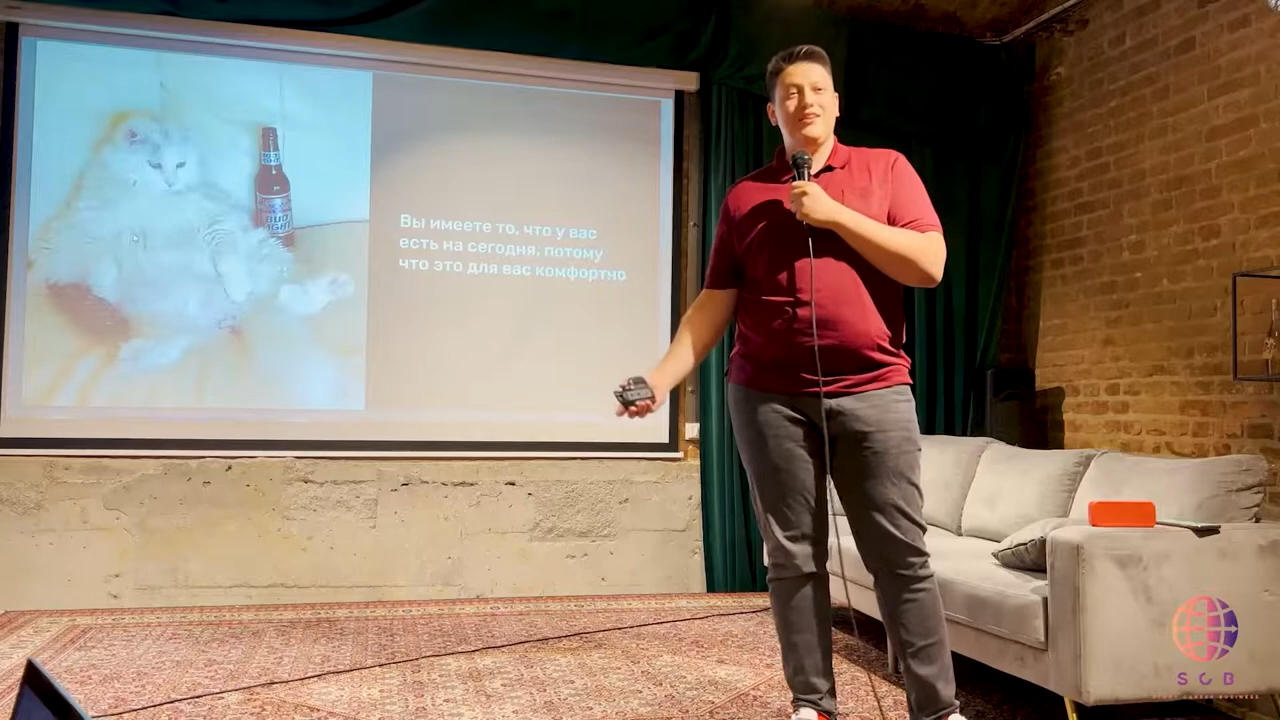 BUD
LIGHT
Вы имеете то, что у вас
есть на сегодня, потому
что это для вас комфортно
SCB